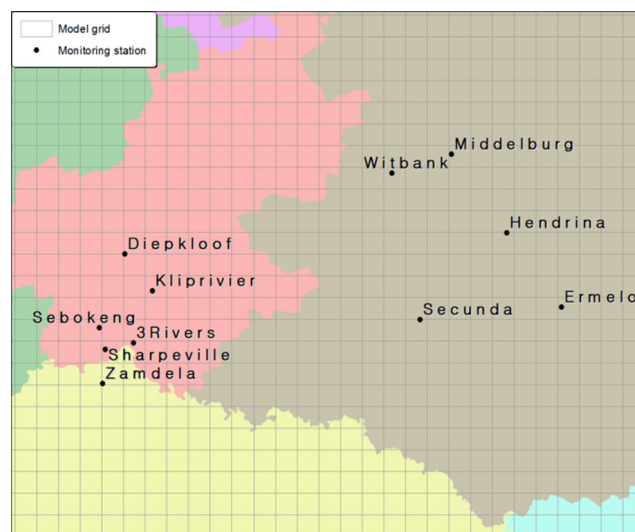 Model grid
Monitoring station
Middelburg
Witbank
Hendrina
Diepkloof
Kliprivier
Ermelo
Secunda
Sebokeng
3Rivers
Sharpeville
Zamdela